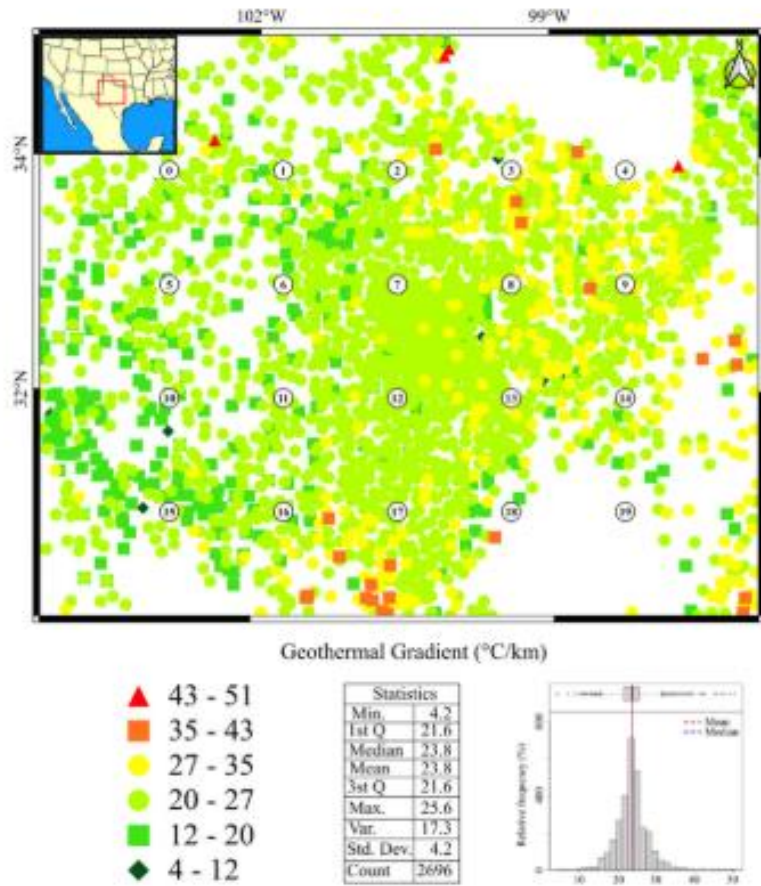 102°W 99°W
N
34°N
0 1 2 3 4
5 6 7 8 9
32°N
10 11 12 13 14
15 16 17 18 19
Geothermal Gradient (°C/km)
43 - 51
35 - 43
27 - 35
20 - 27
12 - 20
4 - 12
Statistics
Min. 4.2
1st Q 21.6
Median 23.8
Mean 23.8
3st Q 21.6
Max. 25.6
Var. 17.3
Std. Dev. 4.2
Count 2696
Mean
Median
Relative frequency (%)
800
400
0
10 20 30 40 50